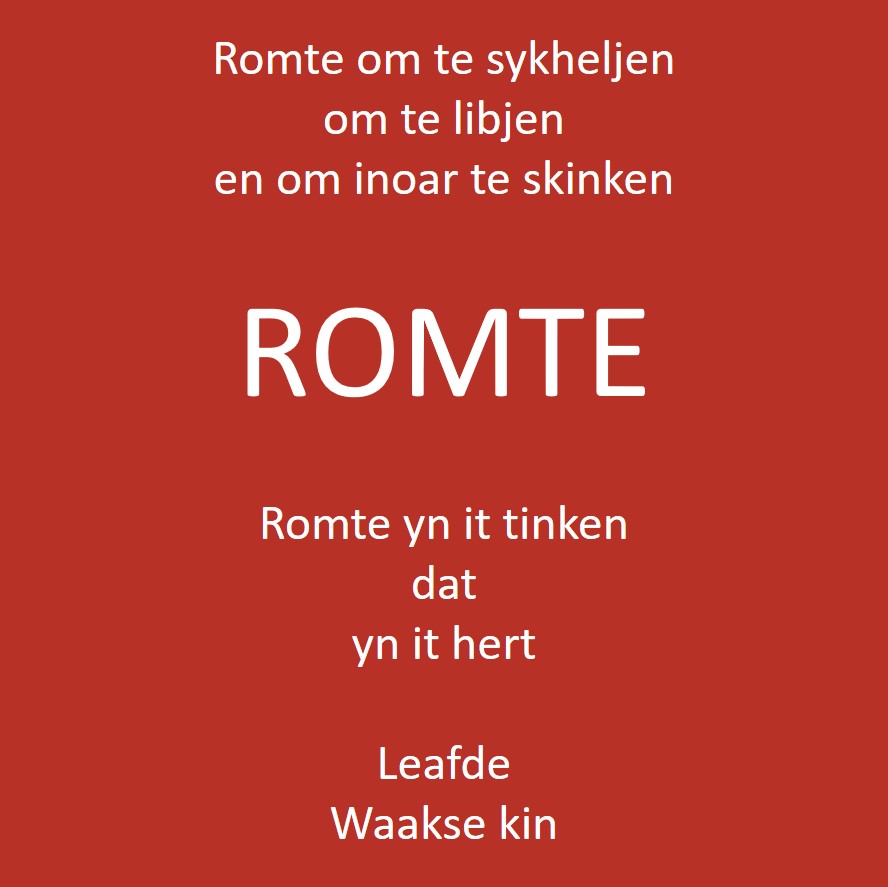 Romte om te sykheljen
om te libjen
en om inoar te skinken
ROMTE
Romte yn it tinken
dat
yn it hert
Leafde
Waakse kin